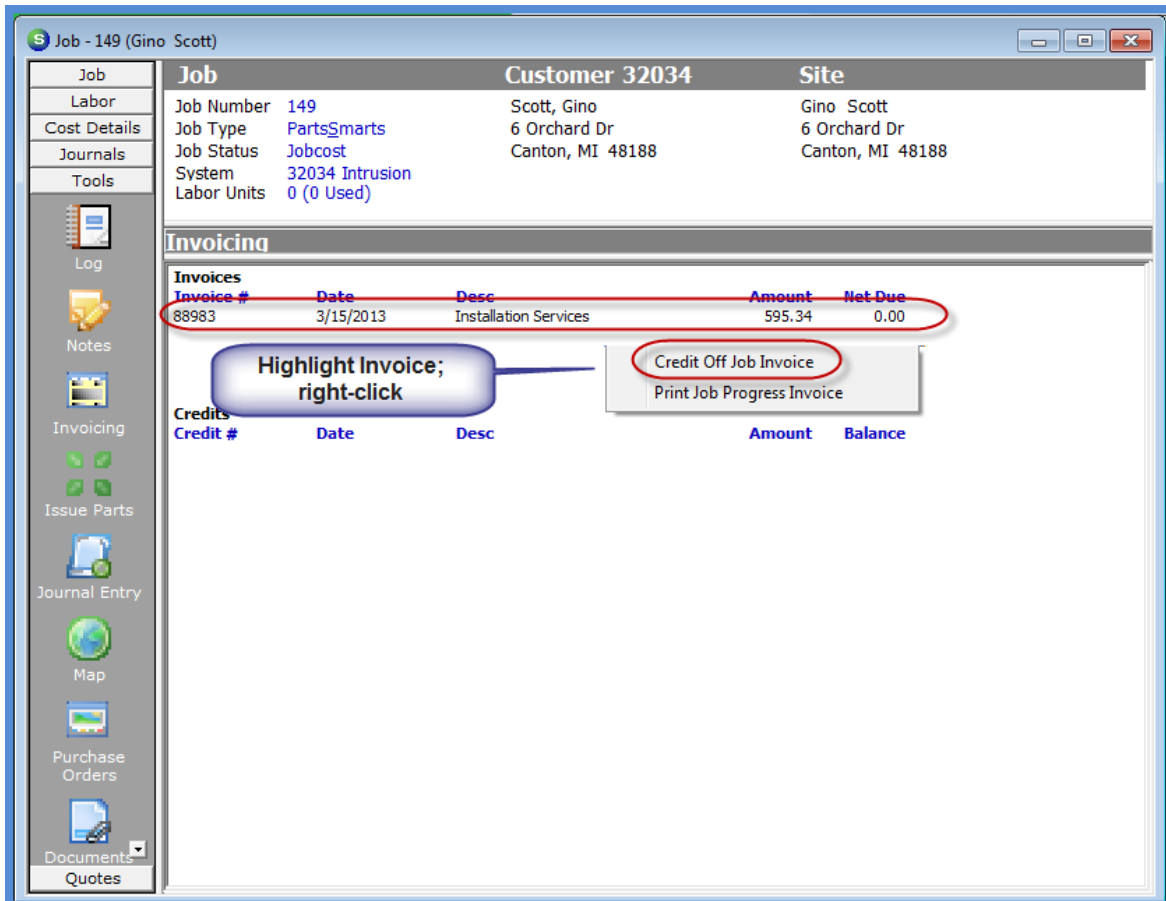 S Job - 149 (Gino Scott)
Job
Labor
Cost Details
Journals
Tools
Log
Notes
Invoicing
Issue Parts
Journal Entry
Map
Purchase
Orders
Documents
Quotes
Job Customer 32034 Site
Job Number 149 Scott, Gino Gino Scott
Job Type PartsSmarts 6 Orchard Dr 6 Orchard Dr
Job Status Jobcost Canton, MI 48188 Canton, MI 48188
System 32034 Intrusion
Labor Units 0 (0 Used)
Invoicing
Invoices
Invoice # Date Desc Amount Net Due
88983 3/15/2013 Installation Services 595.34 0.00
Highlight Invoice;
right-click
Credit Off Job Invoice
Print Job Progress Invoice
Credits
Credit # Date Desc Amount Balance